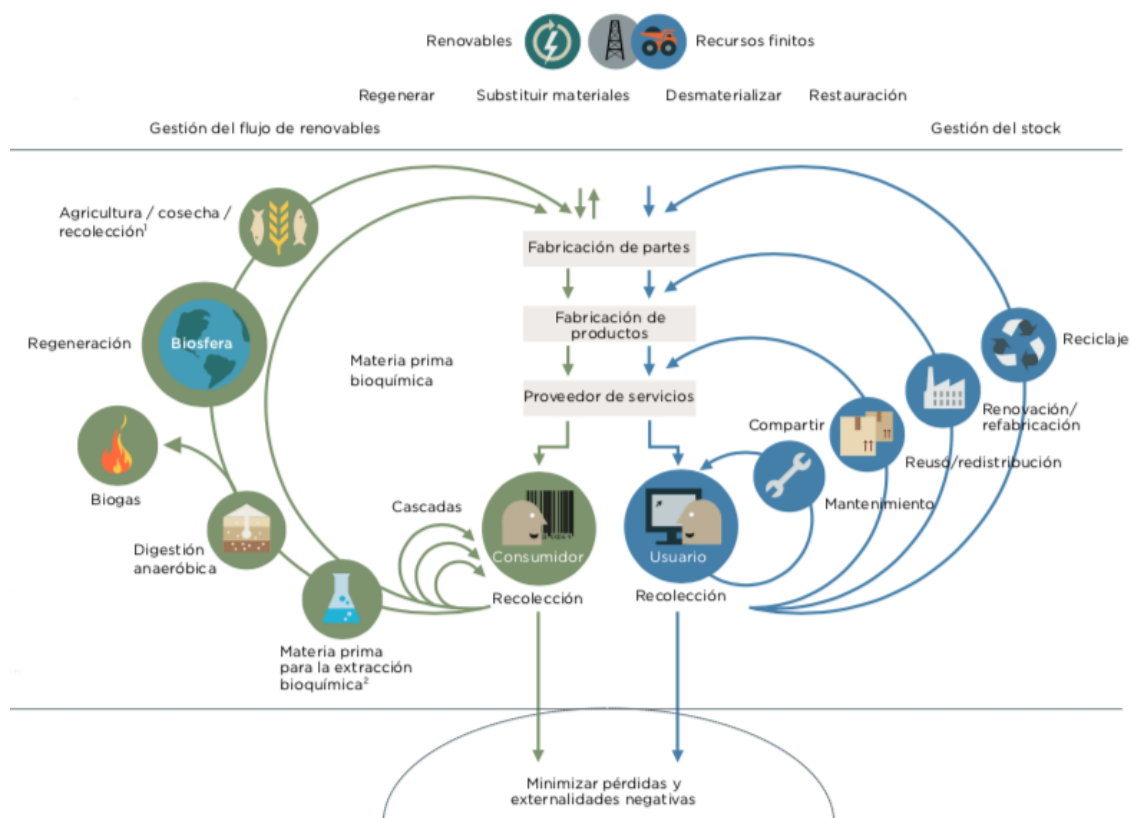 Renovables
Recursos finitos
Regenerar
Substituir materiales
Desmaterializar
Restauración
Gestión del flujo de renovables
Gestión del stock
Agricultura / cosecha /
recolección¹
Fabricación de partes
Regeneración
Biosfera
Fabricación de
productos
Reciclaje
Materia prima
bioquímica
Proveedor de servicios
Renovación/
refabricación
Compartir
Reuso/redistribución
Biogas
Cascadas
Mantenimiento
Digestión
anaeróbica
Consumidor
Usuario
Recolección
Recolección
Materia prima
para la extracción
bioquímica²
Minimizar pérdidas y
externalidades negativas